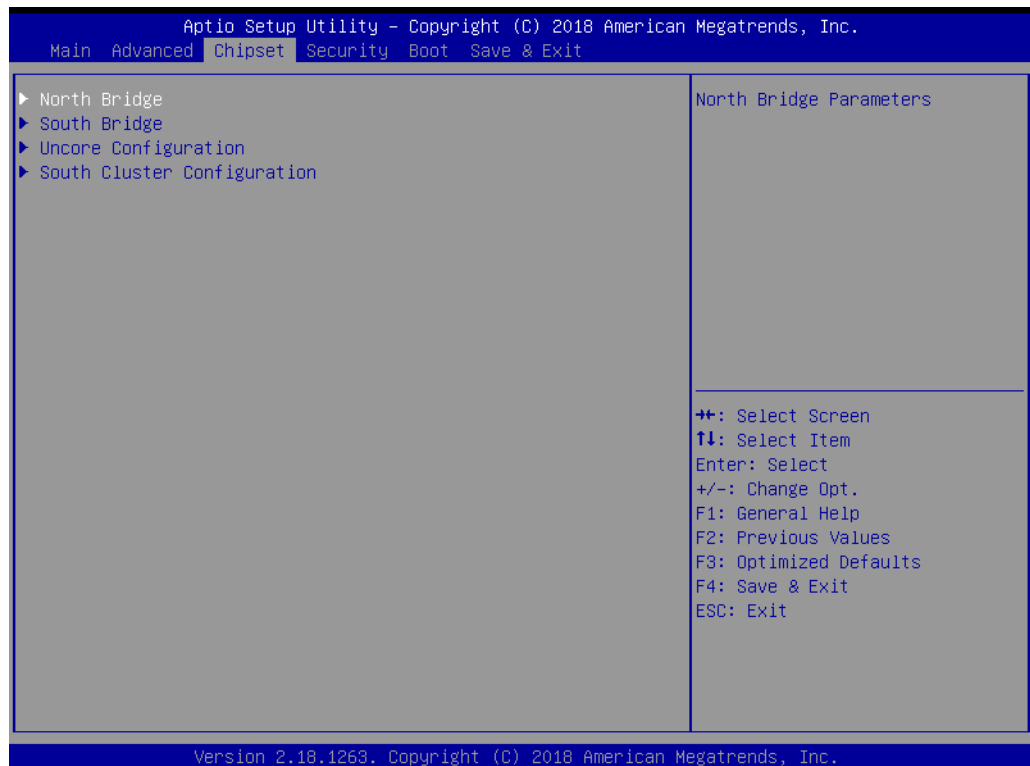 Aptio Setup Utility – Copyright (C) 2018 American Megatrends, Inc.
Main Advanced Chipset Security Boot Save & Exit
▶ North Bridge
▶ South Bridge
▶ Uncore Configuration
▶ South Cluster Configuration
North Bridge Parameters
→←: Select Screen
↑↓: Select Item
Enter: Select
+/-: Change Opt.
F1: General Help
F2: Previous Values
F3: Optimized Defaults
F4: Save & Exit
ESC: Exit
Version 2.18.1263. Copyright (C) 2018 American Megatrends, Inc.